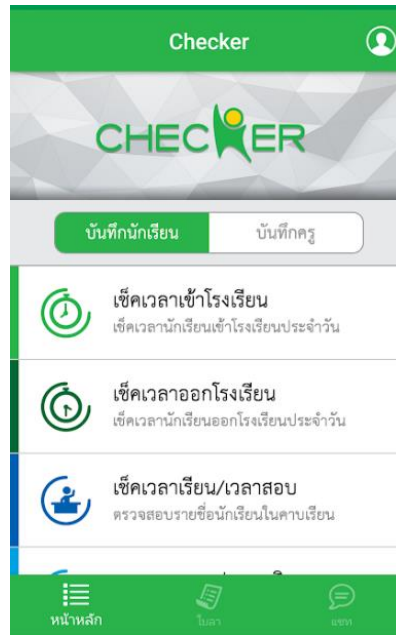 Checker
CHECKER
บันทึกนักเรียน
บันทึกครู
เช็คเวลาเข้าโรงเรียน
เช็คเวลานักเรียนเข้าโรงเรียนประจำวัน
เช็คเวลาออกโรงเรียน
เช็คเวลานักเรียนออกโรงเรียนประจำวัน
เช็คเวลาเรียน/เวลาสอบ
ตรวจสอบรายชื่อนักเรียนในคาบเรียน
หน้าหลัก
ใบลา
แชท